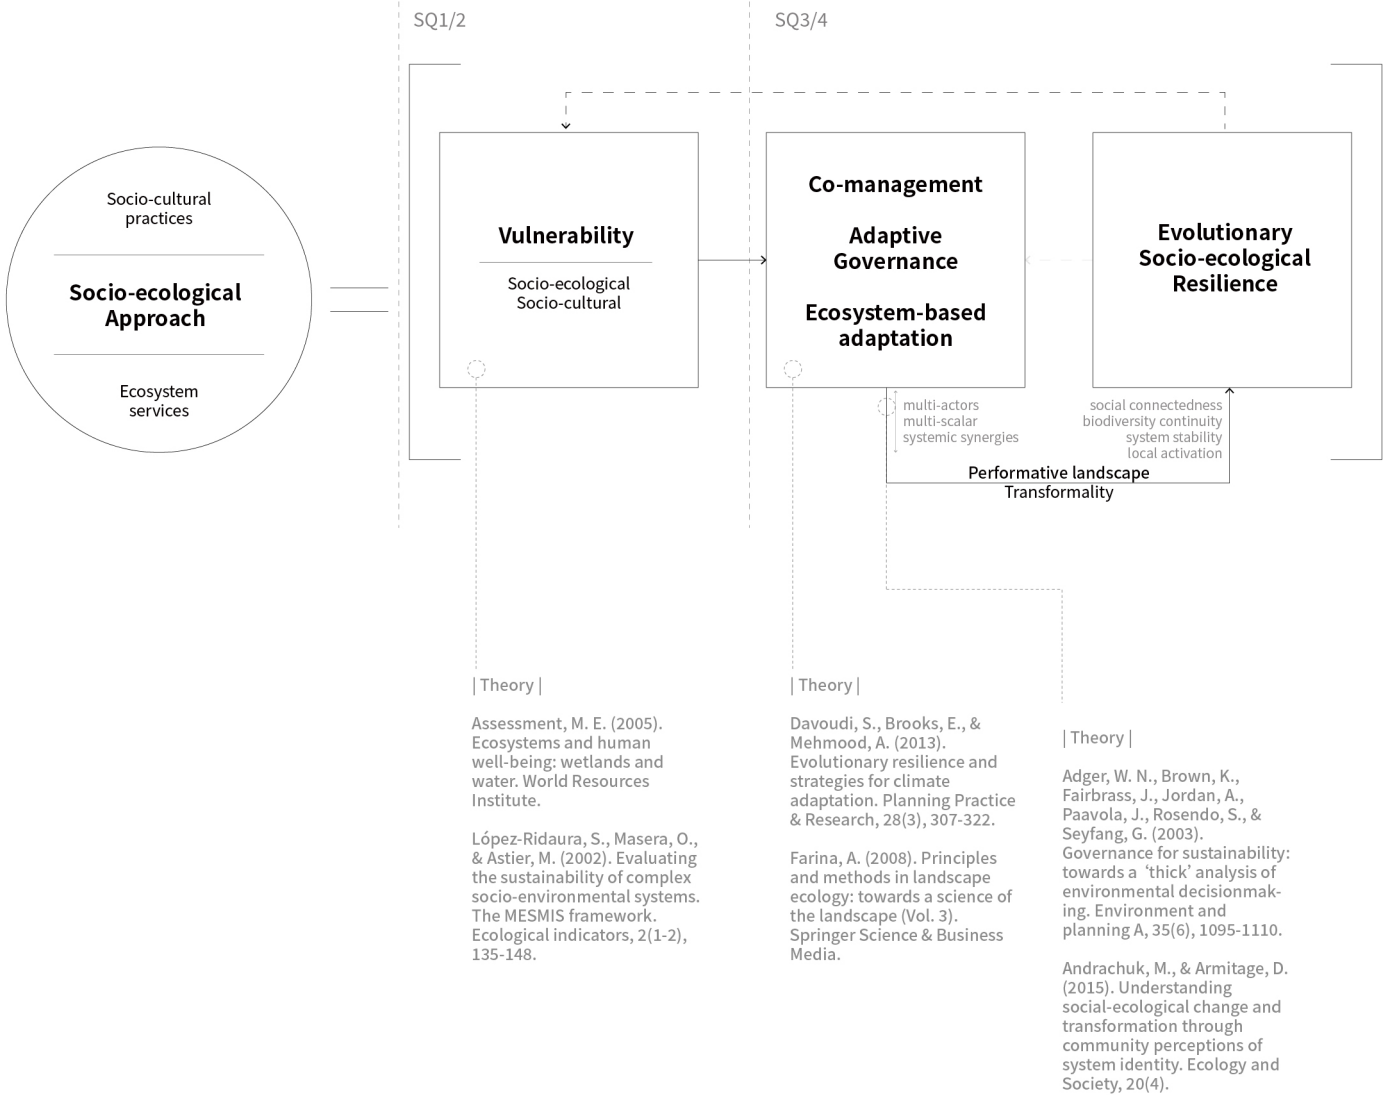 SQ1/2
SQ3/4
Socio-cultural
practices
Socio-ecological
Approach
Ecosystem
services
Vulnerability
Socio-ecological
Socio-cultural
Co-management
Adaptive
Governance
Ecosystem-based
adaptation
Evolutionary
Socio-ecological
Resilience
multi-actors
multi-scalar
systemic synergies
social connectedness
biodiversity continuity
system stability
local activation
Performative landscape
Transformality
| Theory |
Assessment, M. E. (2005).
Ecosystems and human
well-being: wetlands and
water. World Resources
Institute.
López-Ridaura, S., Masera, O.,
& Astier, M. (2002). Evaluating
the sustainability of complex
socio-environmental systems.
The MESMIS framework.
Ecological indicators, 2(1-2),
135-148.
| Theory |
Davoudi, S., Brooks, E., &
Mehmood, A. (2013).
Evolutionary resilience and
strategies for climate
adaptation. Planning Practice
& Research, 28(3), 307-322.
Farina, A. (2008). Principles
and methods in landscape
ecology: towards a science of
the landscape (Vol. 3).
Springer Science & Business
Media.
| Theory |
Adger, W. N., Brown, K.,
Fairbrass, J., Jordan, A.,
Paavola, J., Rosendo, S., &
Seyfang, G. (2003).
Governance for sustainability:
towards a ‘thick’ analysis of
environmental decisionmak-
ing. Environment and
planning A, 35(6), 1095-1110.
Andrachuk, M., & Armitage, D.
(2015). Understanding
social-ecological change and
transformation through
community perceptions of
system identity. Ecology and
Society, 20(4).